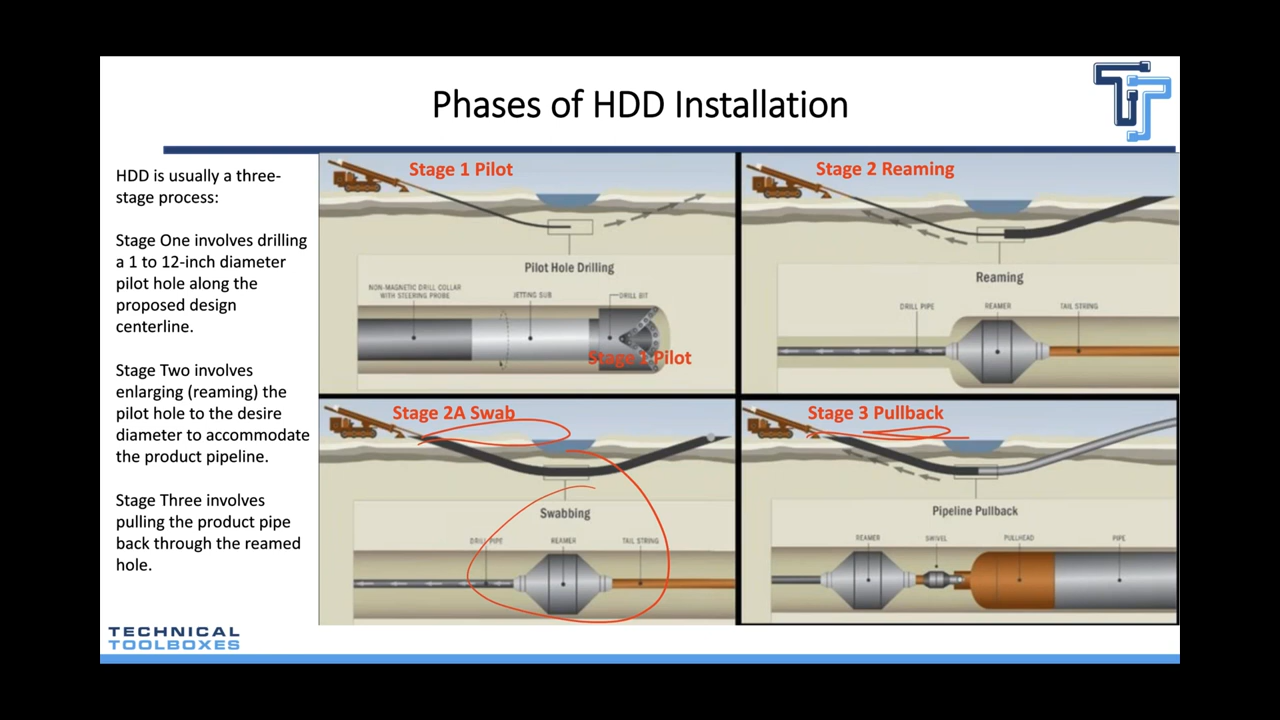 Phases of HDD Installation
HDD is usually a three-
stage process:
Stage One involves drilling
a 1 to 12-inch diameter
pilot hole along the
proposed design
centerline.
Stage Two involves
enlarging (reaming) the
pilot hole to the desire
diameter to accommodate
the product pipeline.
Stage Three involves
pulling the product pipe
back through the reamed
hole.
Stage 1 Pilot
Pilot Hole Drilling
NON-MAGNETIC DRILL COLLAR
WITH STEERING PROBE
JETTING SUB
DRILL BIT
Stage 1 Pilot
Stage 2 Reaming
Reaming
DRILL PIPE
REAMER
TAIL STRING
Stage 2A Swab
Swabbing
DRILL PIPE
REAMER
TAIL STRING
Stage 3 Pullback
Pipeline Pullback
REAMER
SWIVEL
PULLHEAD
PIPE
TECHNICAL
TOOLBOXES